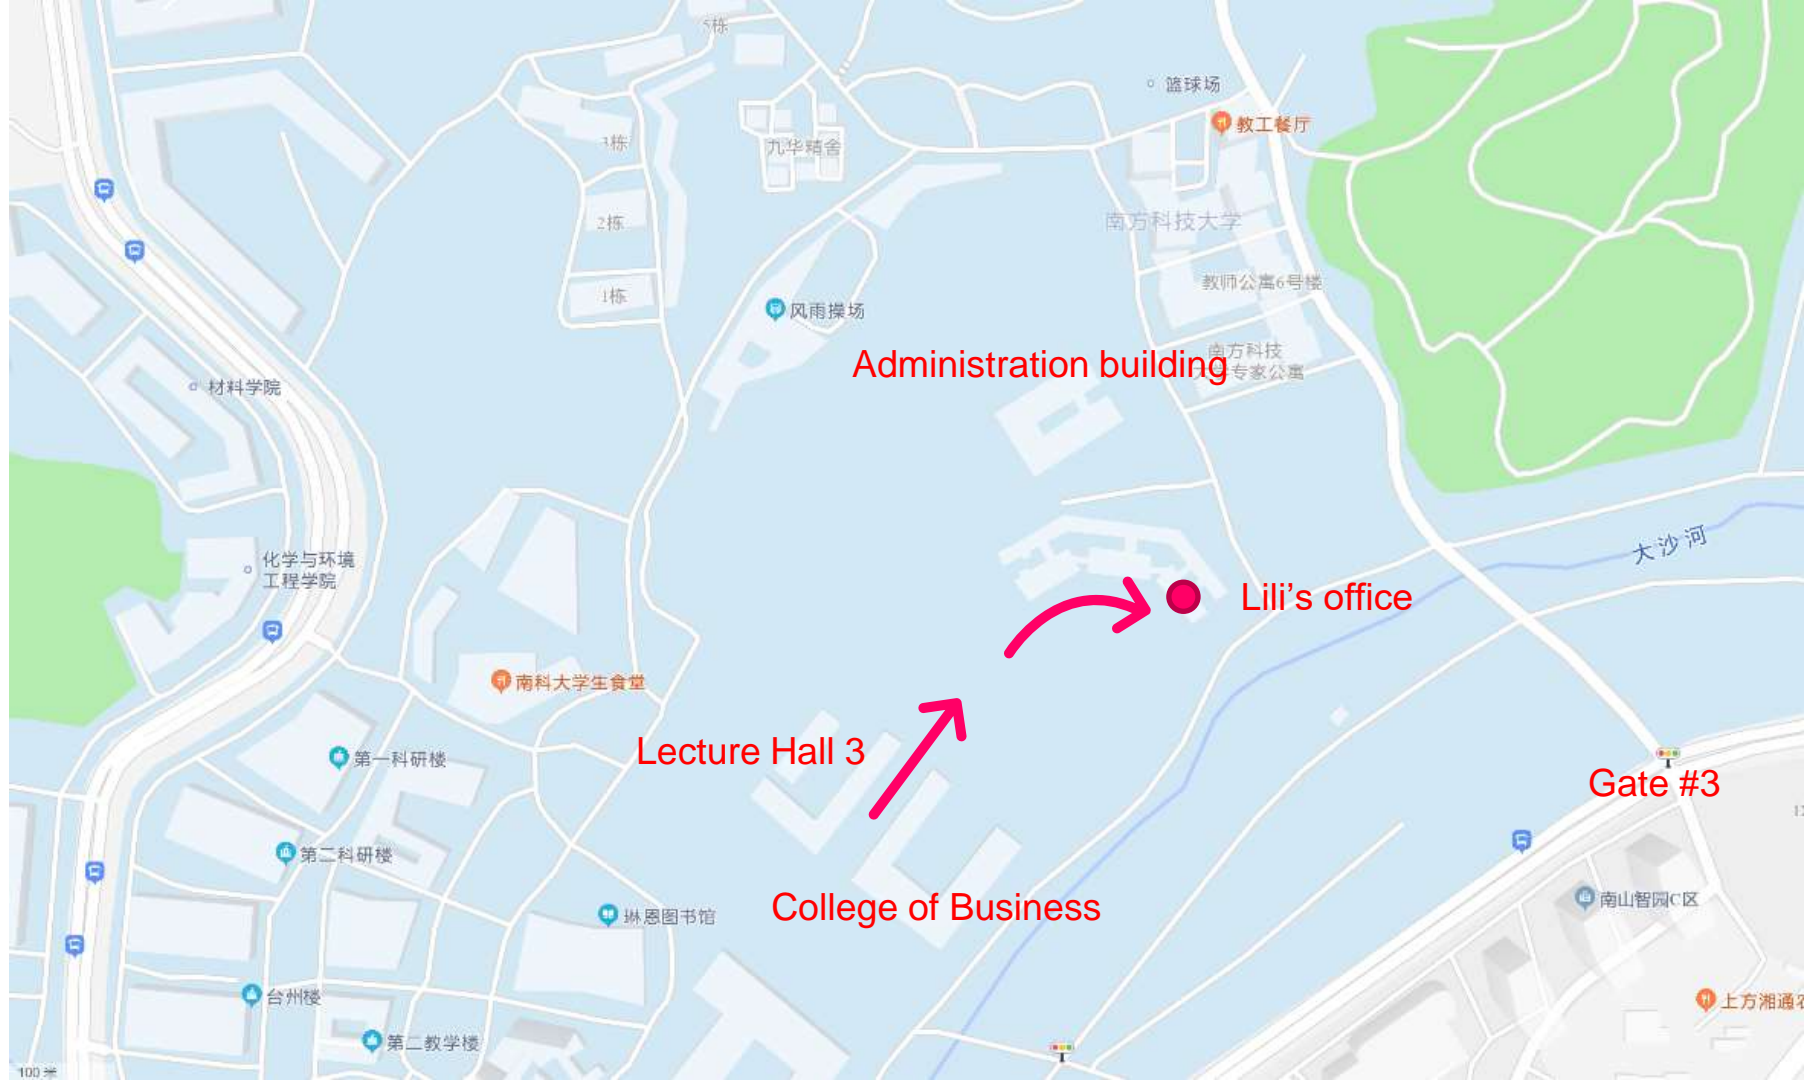 5栋
篮球场
教工餐厅
3栋
九华精舍
2栋
南方科技大学
教师公寓6号楼
1栋
风雨操场
Administration building
南方科技
大学专家公寓
材料学院
大沙河
化学与环境
工程学院
Lili’s office
南科大学生食堂
Lecture Hall 3
第一科研楼
Gate #3
第二科研楼
琳恩图书馆
College of Business
南山智园C区
台州楼
上方湘通农
第二教学楼
100 米